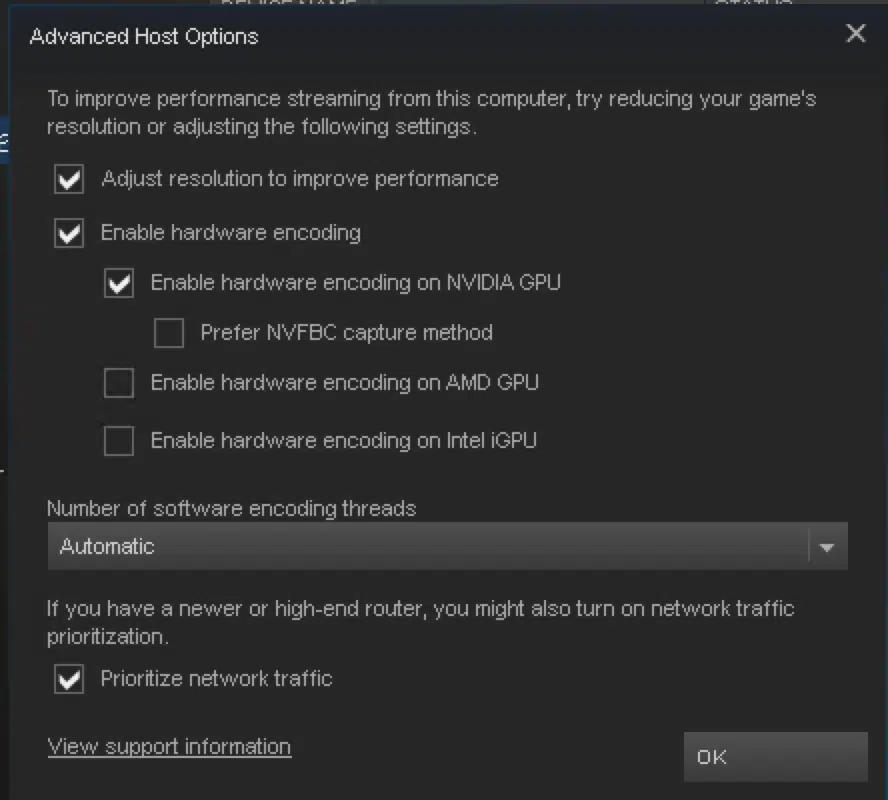 DEVICE NAME STATUS
Advanced Host Options
To improve performance streaming from this computer, try reducing your game's
resolution or adjusting the following settings.
Adjust resolution to improve performance
Enable hardware encoding
Enable hardware encoding on NVIDIA GPU
Prefer NVFBC capture method
Enable hardware encoding on AMD GPU
Enable hardware encoding on Intel iGPU
Number of software encoding threads
Automatic
If you have a newer or high-end router, you might also turn on network traffic
prioritization.
Prioritize network traffic
View support information
OK